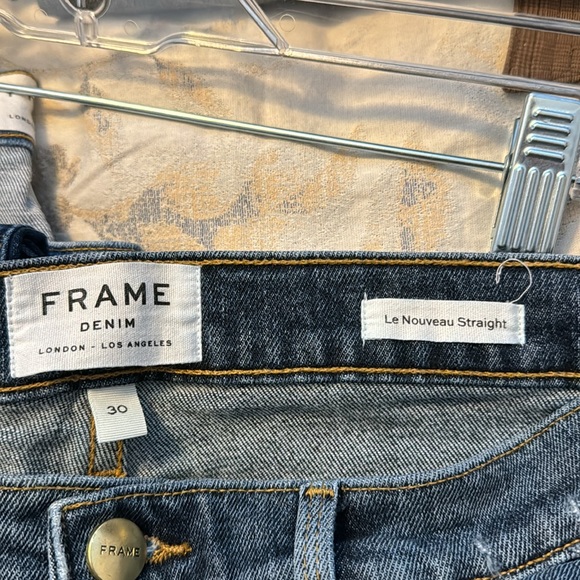 FRAME
DENIM
LONDON - LOS ANGELES
Le Nouveau Straight
30
FRAME